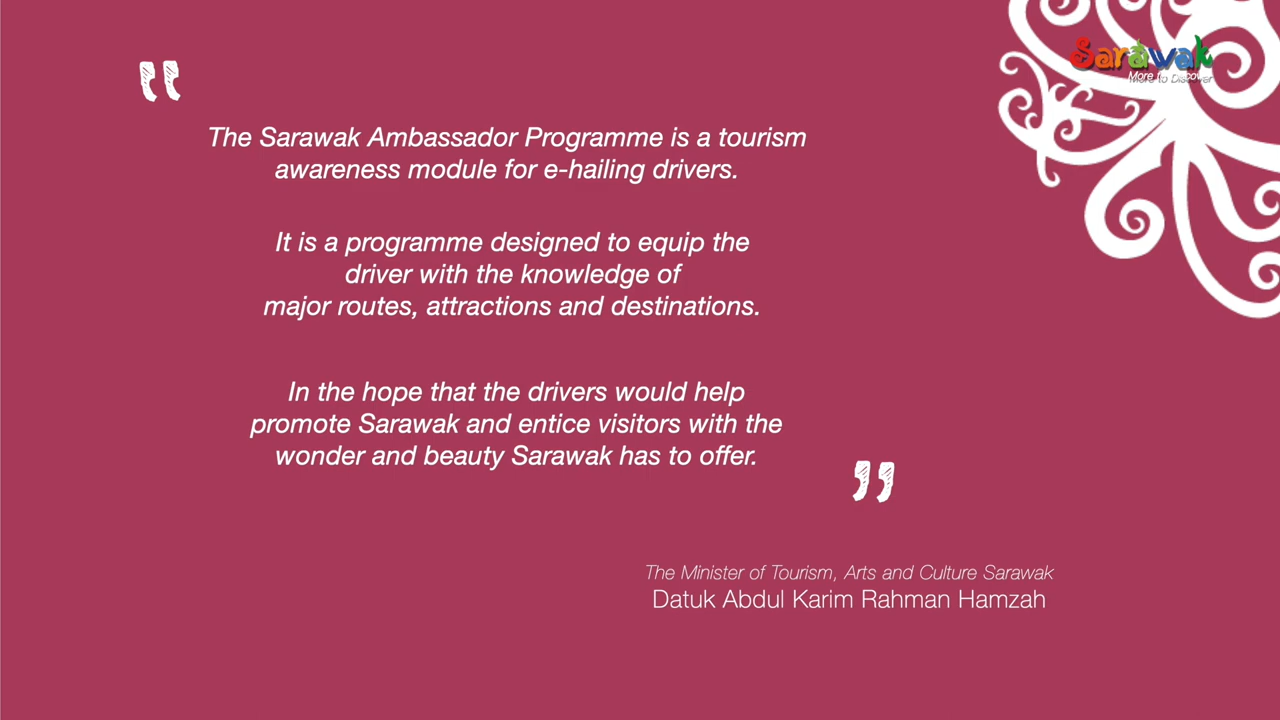 Sarawak
More to Discover
"
The Sarawak Ambassador Programme is a tourism
awareness module for e-hailing drivers.
It is a programme designed to equip the
driver with the knowledge of
major routes, attractions and destinations.
In the hope that the drivers would help
promote Sarawak and entice visitors with the
wonder and beauty Sarawak has to offer.
"
The Minister of Tourism, Arts and Culture Sarawak
Datuk Abdul Karim Rahman Hamzah